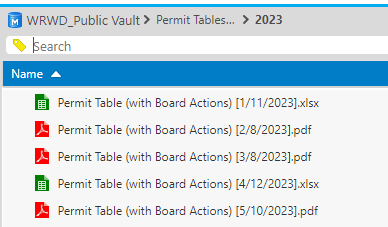 WRWD_Public Vault > Permit Tables... > 2023
Search
Name
Permit Table (with Board Actions) [1/11/2023].xlsx
Permit Table (with Board Actions) [2/8/2023].pdf
Permit Table (with Board Actions) [3/8/2023].pdf
Permit Table (with Board Actions) [4/12/2023].xlsx
Permit Table (with Board Actions) [5/10/2023].pdf